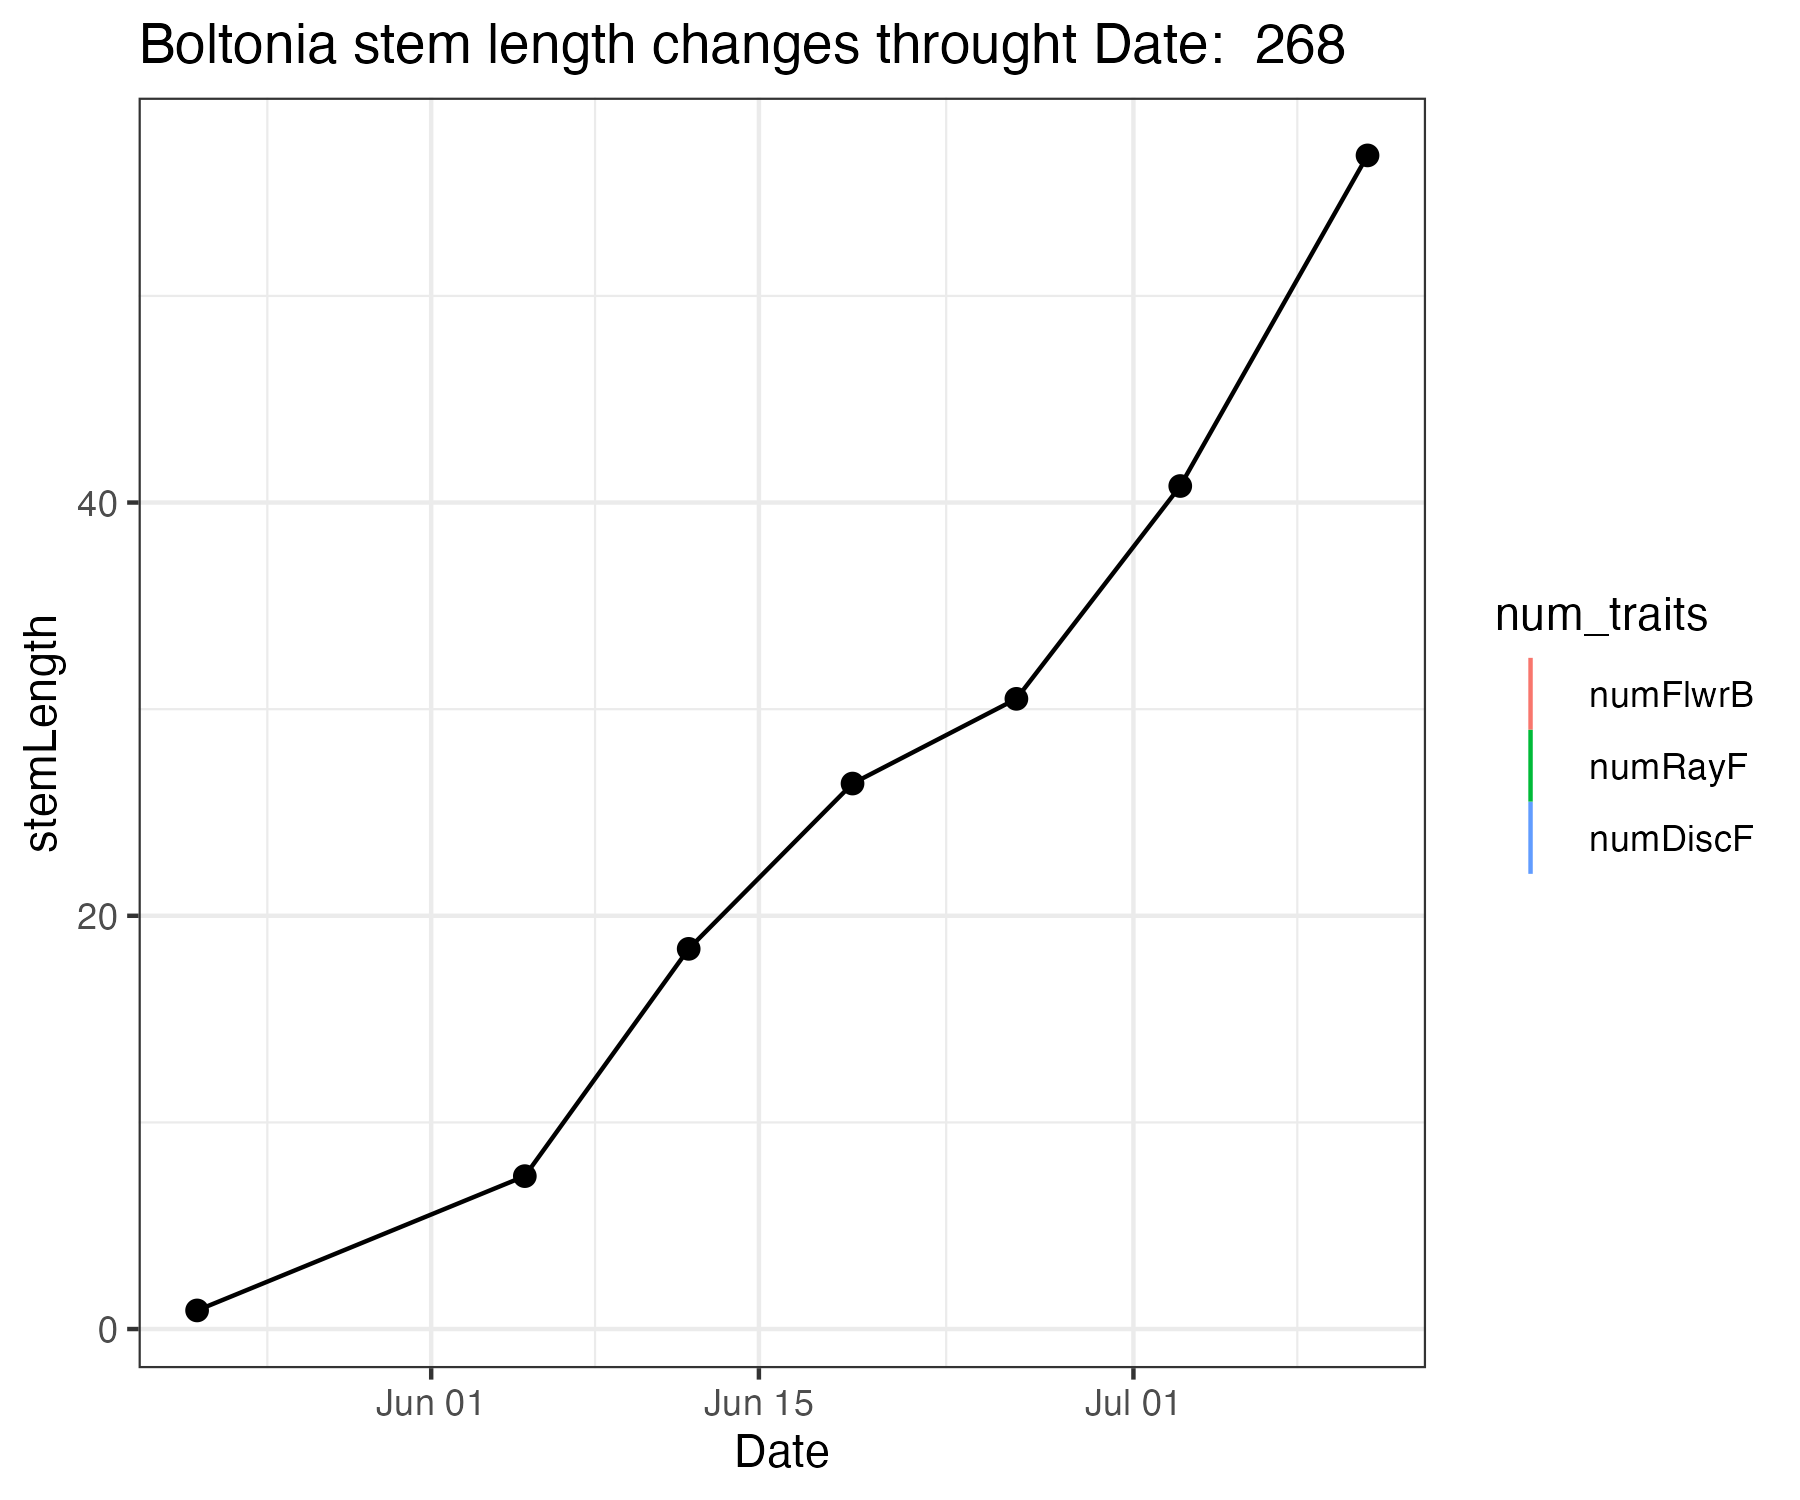 Boltonia stem length changes throught Date:  268
stemLength
40
20
0
Jun 01
Jun 15
Jul 01
Date
num_traits
numFlwrB
numRayF
numDiscF